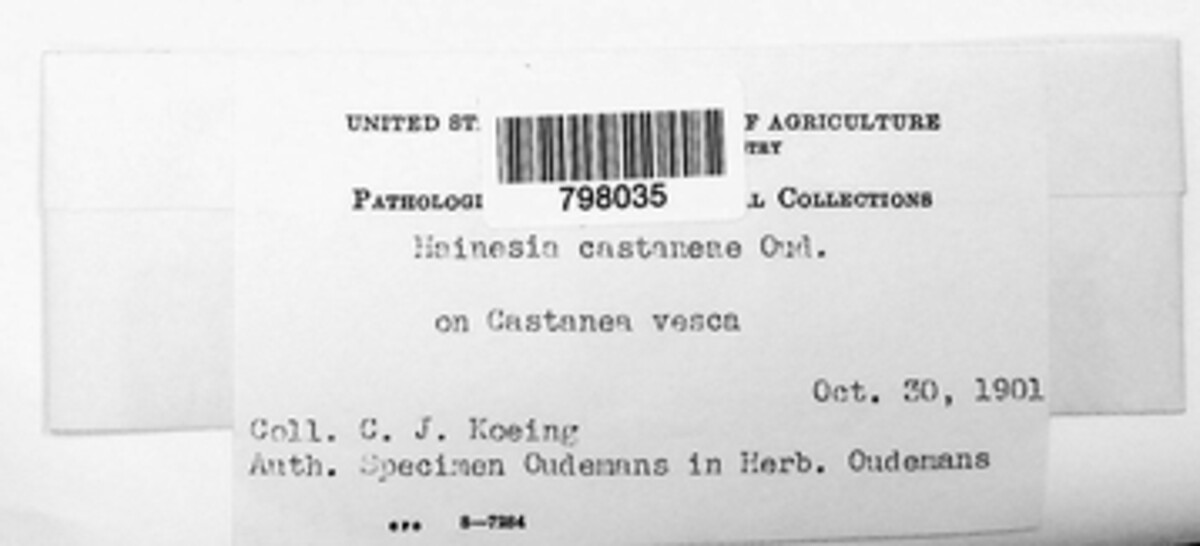 UNITED ST F AGRICULTURE
TRY
PATHOLOGI L COLLECTIONS
798035
Hainesia castaneae Oud.
on Castanea vesca
Oct. 30, 1901
Coll. C. J. Koeing
Auth. Specimen Oudemans in Herb. Oudemans
GPO 8—7284